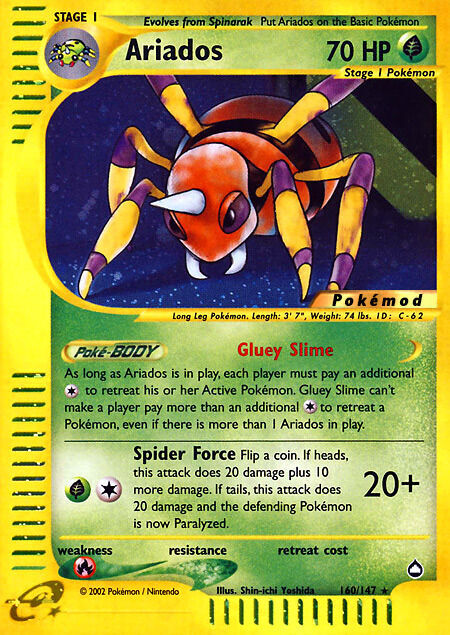 STAGE 1
Evolves from Spinarak Put Ariados on the Basic Pokémon
Ariados
70 HP
Stage 1 Pokémon
Pokémod
Long Leg Pokémon. Length: 3' 7", Weight: 74 lbs. ID: C-62
Poké-BODY
Gluey Slime
As long as Ariados is in play, each player must pay an additional
to retreat his or her Active Pokémon. Gluey Slime can't
make a player pay more than an additional to retreat a
Pokémon, even if there is more than 1 Ariados in play.
Spider Force Flip a coin. If heads,
this attack does 20 damage plus 10
more damage. If tails, this attack does
20 damage and the defending Pokémon
is now Paralyzed.
20+
weakness resistance retreat cost
© 2002 Pokémon / Nintendo
Illus. Shin-ichi Yoshida
160/147 ★
e